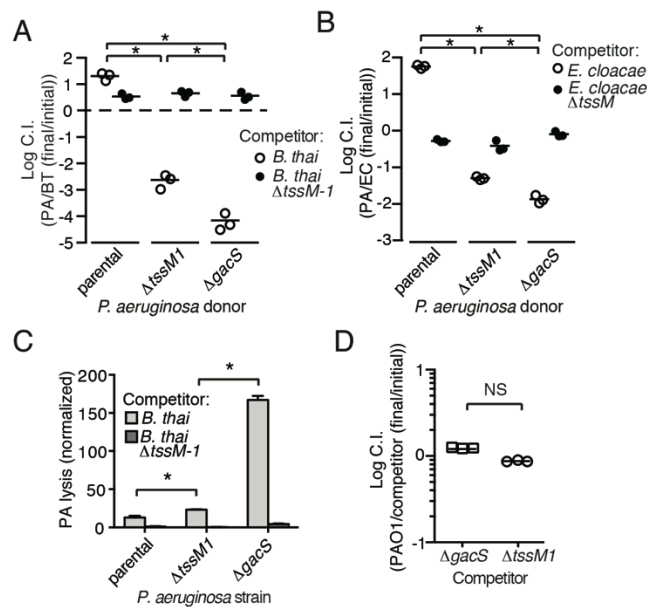 A
Log C.I.
(PA/BT (final/initial))
2
1
0
-1
-2
-3
-4
-5
*
*
*
Competitor:
B. thai
B. thai
ΔtssM-1
parental
ΔtssM1
ΔgacS
P. aeruginosa donor
B
Log C.I.
(PA/EC (final/initial))
2
1
0
-1
-2
-3
*
*
*
Competitor:
E. cloacae
E. cloacae
ΔtssM
parental
ΔtssM1
ΔgacS
P. aeruginosa donor
C
PA lysis (normalized)
200
150
100
50
25
0
Competitor:
B. thai
B. thai
ΔtssM-1
*
*
parental
ΔtssM1
ΔgacS
P. aeruginosa strain
D
Log C.I.
(PAO1/competitor (final/initial))
1
0
-1
NS
ΔgacS
ΔtssM1
Competitor